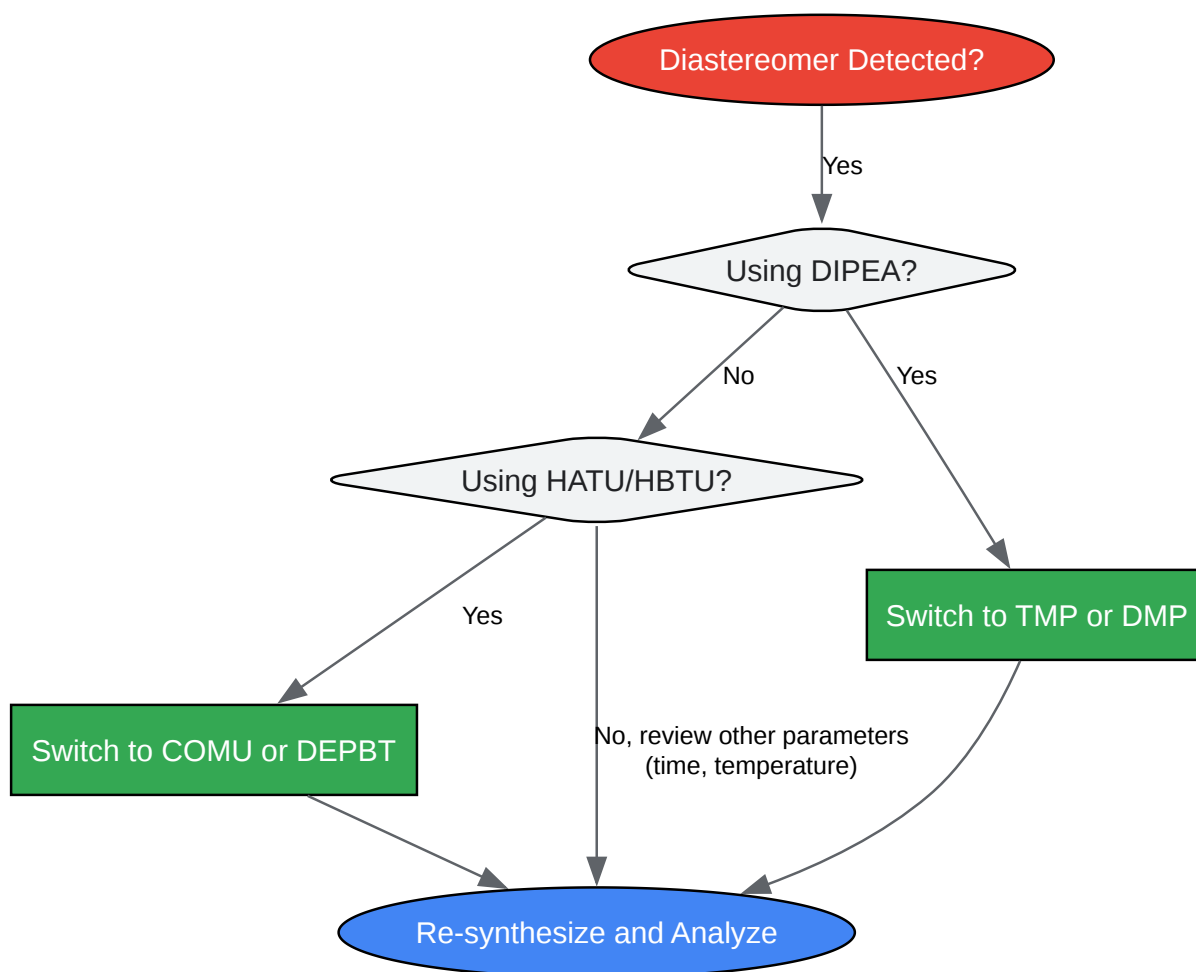 Diastereomer Detected?
Yes
Using DIPEA?
No
Yes
Using HATU/HBTU?
Yes
Switch to TMP or DMP
Switch to COMU or DEPBT
No, review other parameters
(time, temperature)
Re-synthesize and Analyze